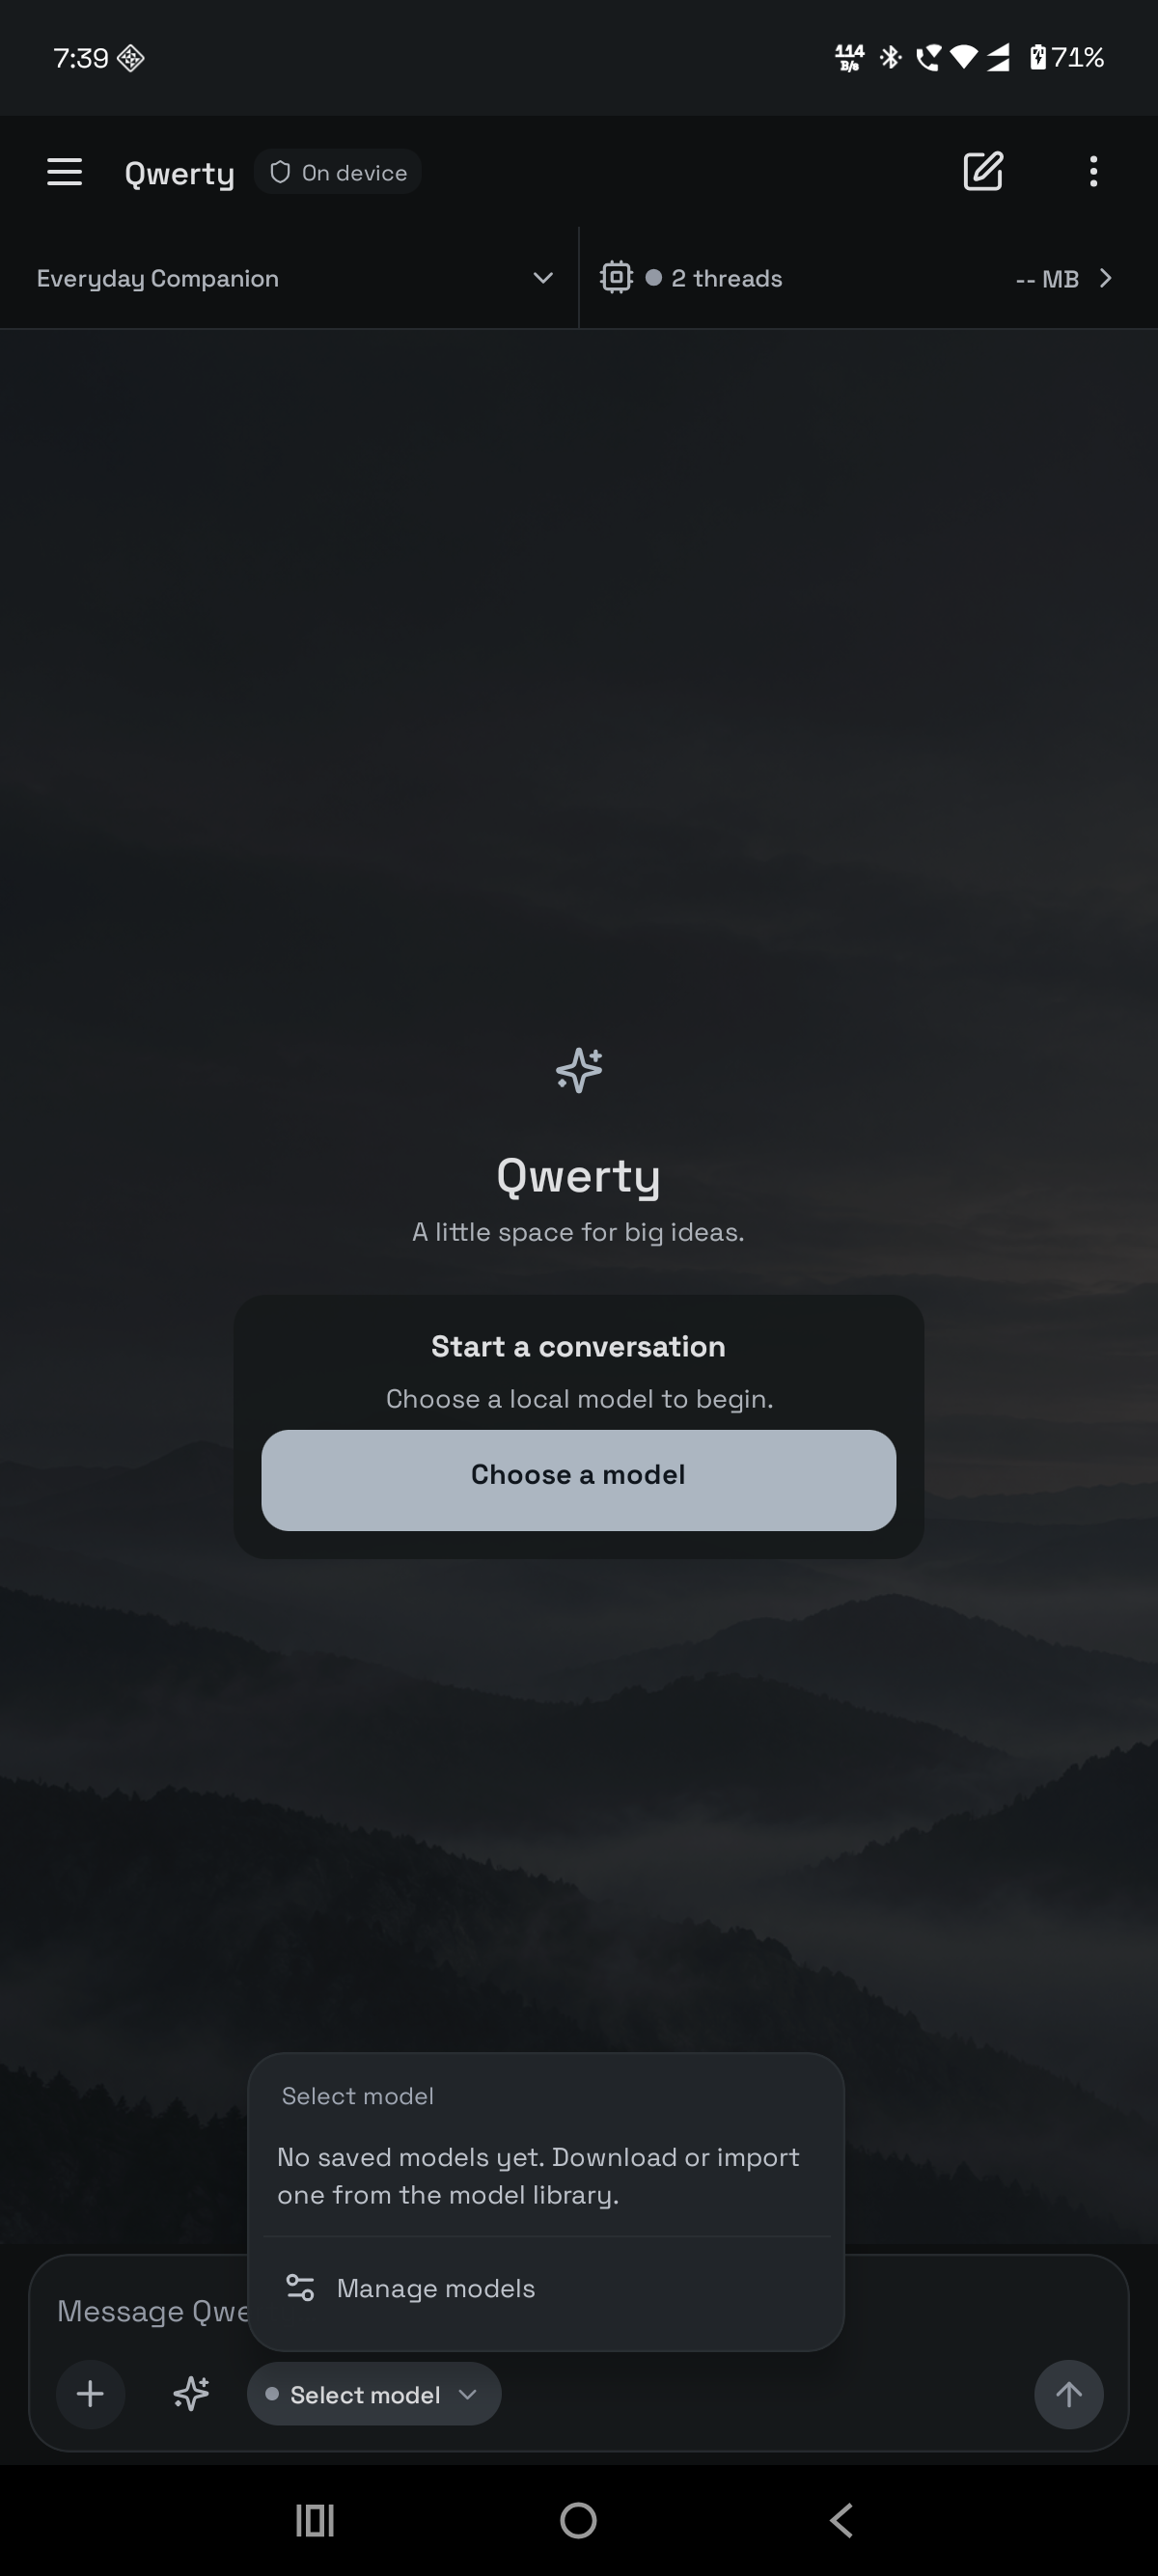 7:39
114
B/s
71%
Qwerty
On device
Everyday Companion
2 threads
-- MB
Qwerty
A little space for big ideas.
Start a conversation
Choose a local model to begin.
Choose a model
Select model
No saved models yet. Download or import
one from the model library.
Manage models
Message Qwe
Select model